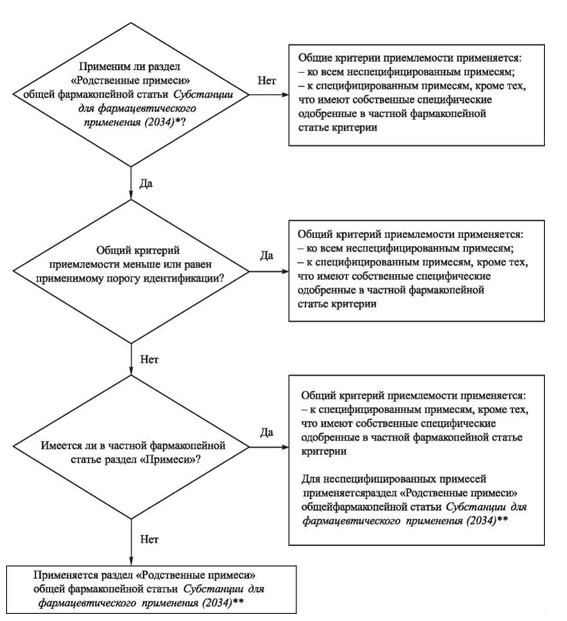 Применим ли раздел
«Родственные примеси»
общей фармакопейной статьи Субстанции
для фармацевтического
применения (2034)*?
Нет
Общие критерии приемлемости применяется:
– ко всем неспецифицированным примесям;
– к специфицированным примесям, кроме тех,
что имеют собственные специфические
одобренные в частной фармакопейной
статье критерии
Да
Общий критерий
приемлемости меньше или равен
применимому порогу идентификации?
Да
Общий критерий приемлемости применяется:
– ко всем неспецифицированным примесям;
– к специфицированным примесям, кроме тех,
что имеют собственные специфические
одобренные в частной фармакопейной
статье критерии
Нет
Имеется ли в частной фармакопейной
статье раздел «Примеси»?
Да
Общий критерий приемлемости применяется:
– к специфицированным примесям, кроме тех,
что имеют собственные специфические
одобренные в частной фармакопейной статье
критерии
Для неспецифицированных примесей
применяетсяраздел «Родственные примеси»
общейфармакопейной статьи Субстанции для
фармацевтического применения (2034)**
Нет
Применяется раздел «Родственные примеси»
общей фармакопейной статьи Субстанции для
фармацевтического применения (2034)**